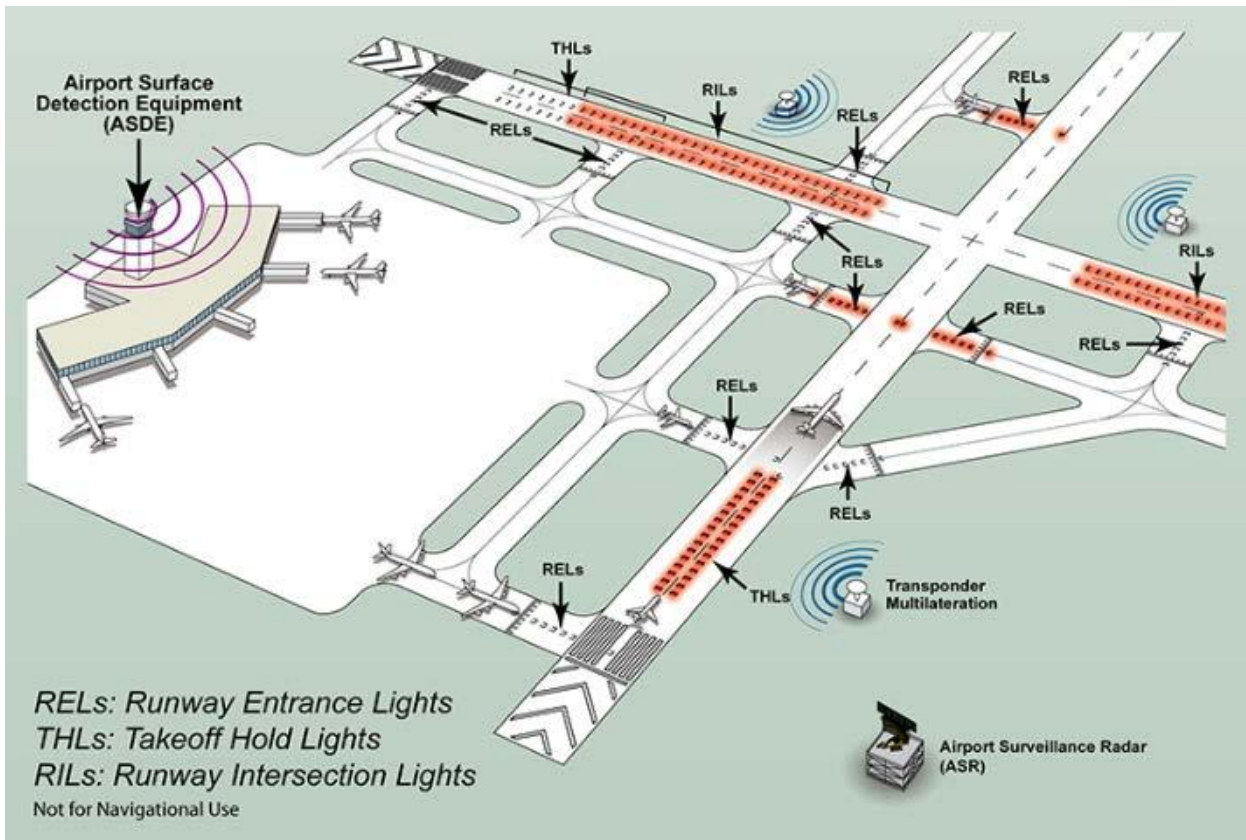 THLs
RILs
RELs
RELs
Airport Surface
Detection Equipment
(ASDE)
RELs
RELs
RILs
RELs
RELs
RELs
RELs
RELs
RELs
THLs
Transponder
Multilateration
RELs: Runway Entrance Lights
THLs: Takeoff Hold Lights
RILs: Runway Intersection Lights
Not for Navigational Use
Airport Surveillance Radar
(ASR)